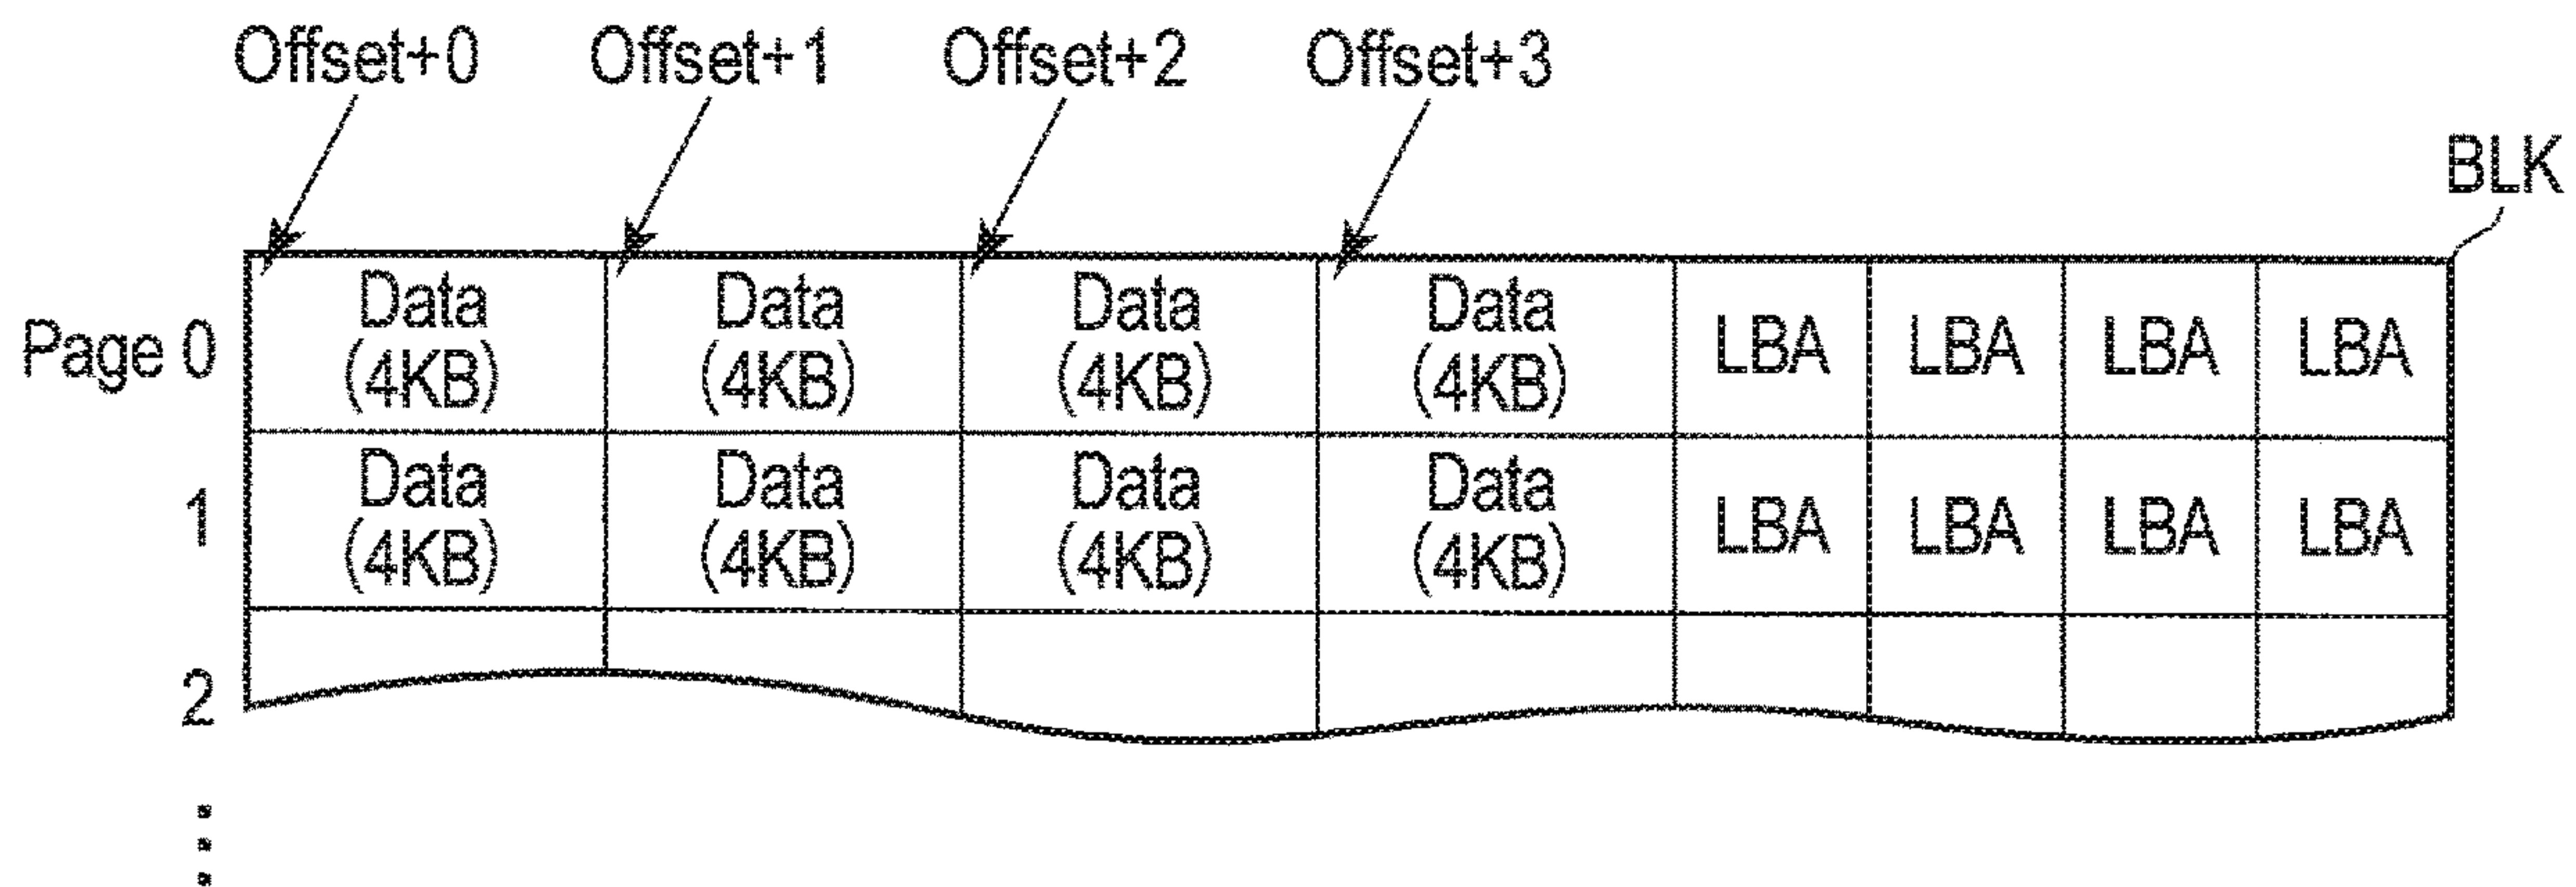 Offset+0 Offset+1 Offset+2 Offset+3
BLK
Page 0 Data (4KB) Data (4KB) Data (4KB) Data (4KB) LBA LBA LBA LBA
1 Data (4KB) Data (4KB) Data (4KB) Data (4KB) LBA LBA LBA LBA
2